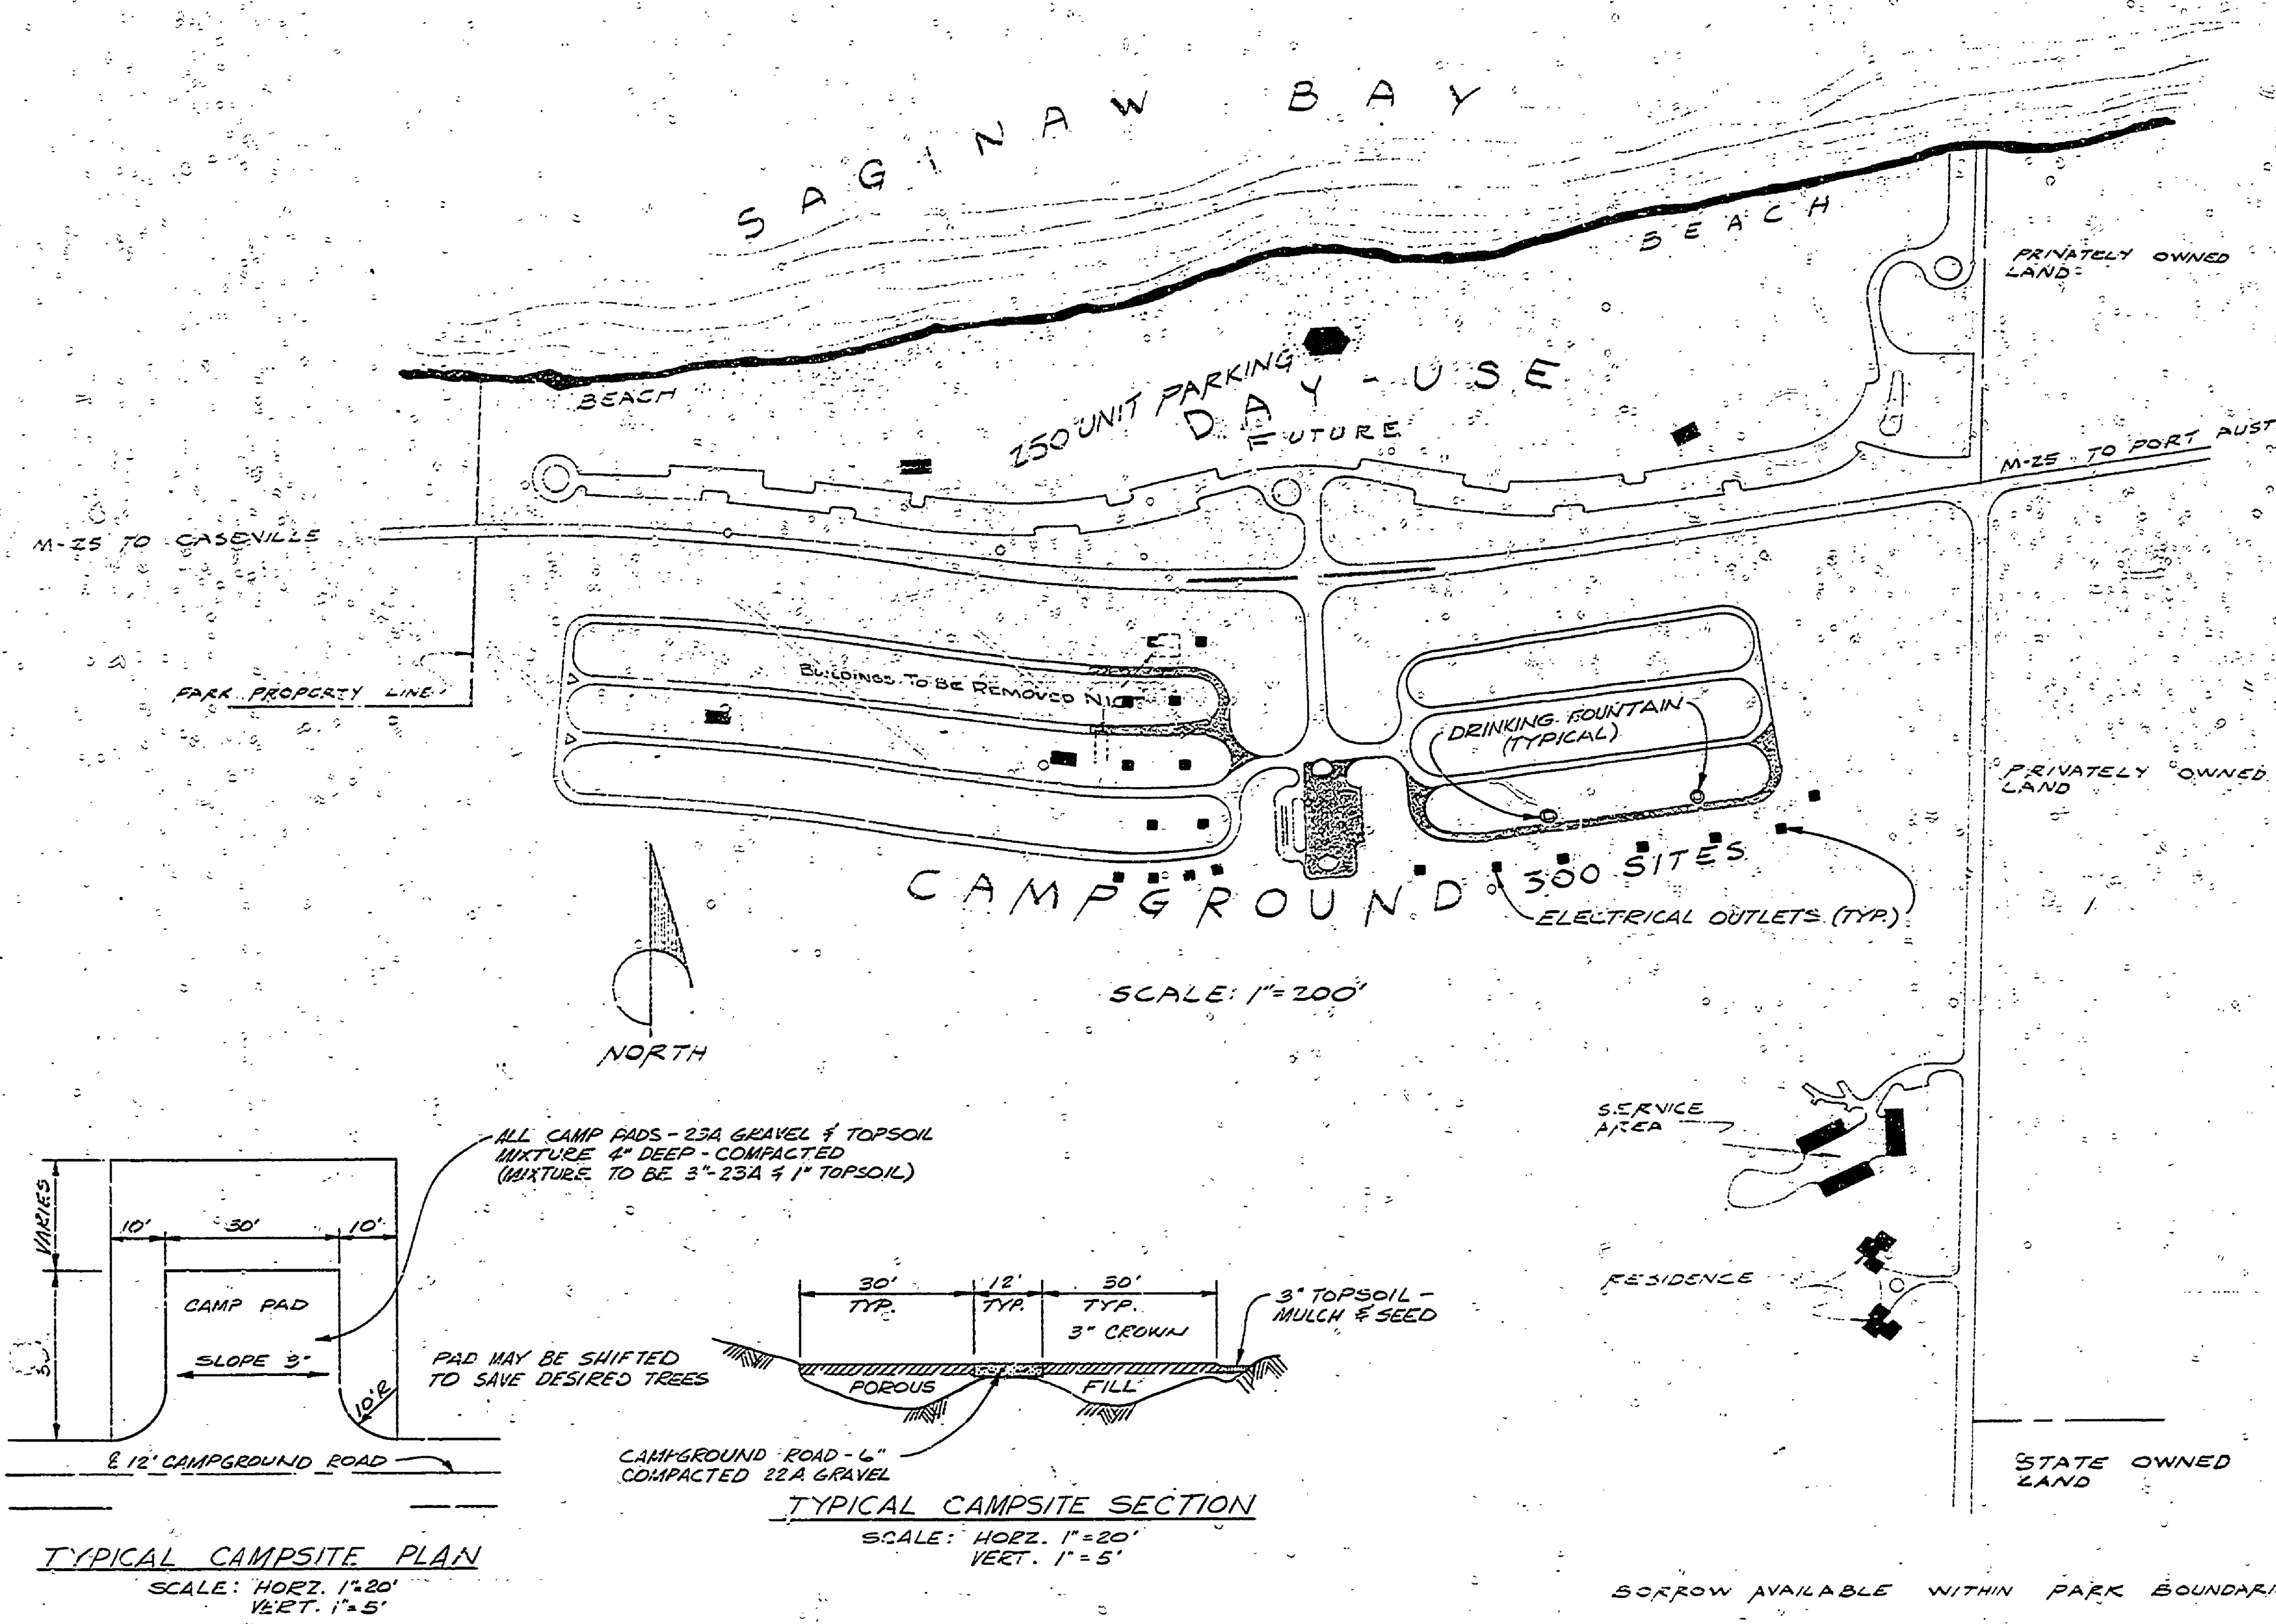 SAGINAW BAY
BEACH
PRIVATELY OWNED
LAND
BEACH
250 UNIT PARKING
DAY-USE
FUTURE
M-25 TO PORT AUST
M-25 TO CASEVILLE
PARK PROPERTY LINE
BUILDINGS TO BE REMOVED N.I.C.
DRINKING FOUNTAIN
(TYPICAL)
PRIVATELY OWNED
LAND
CAMPGROUND 300 SITES
ELECTRICAL OUTLETS (TYP.)
SCALE: 1"=200'
NORTH
SERVICE
AREA
RESIDENCE
STATE OWNED
LAND
ALL CAMP PADS - 23A GRAVEL & TOPSOIL
MIXTURE 4" DEEP - COMPACTED
(MIXTURE TO BE 3"-23A & 1" TOPSOIL)
VARIES
10' 30' 10'
CAMP PAD
SLOPE 3"
10'R
PAD MAY BE SHIFTED
TO SAVE DESIRED TREES
℄ 12' CAMPGROUND ROAD
TYPICAL CAMPSITE PLAN
SCALE: HORZ. 1"=20'
VERT. 1"=5'
30' 12' 30'
TYP. TYP. TYP.
3" CROWN
3" TOPSOIL -
MULCH & SEED
POROUS FILL
CAMPGROUND ROAD - 6"
COMPACTED 22A GRAVEL
TYPICAL CAMPSITE SECTION
SCALE: HORZ. 1"=20'
VERT. 1"=5'
BORROW AVAILABLE WITHIN PARK BOUNDARI